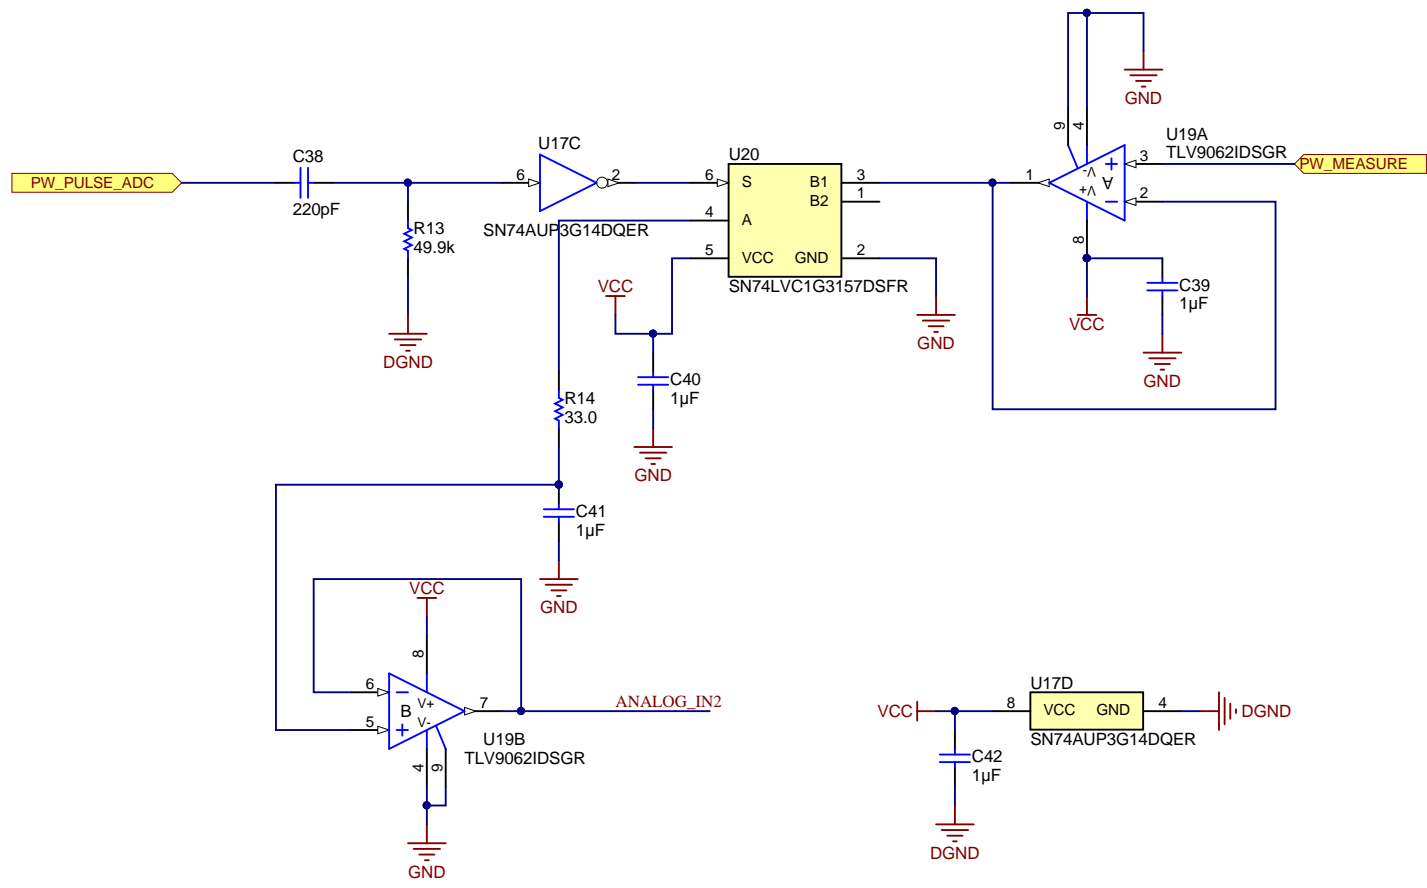 GND
9
4
U19A
TLV9062IDSGR
U17C
C38
U20
+
3
PW_MEASURE
V-
A
V+
PW_PULSE_ADC
6
2
6
S
B1
3
1
220pF
B2
1
−
2
4
A
R13
49.9k
SN74AUP3G14DQER
8
5
VCC
GND
2
SN74LVC1G3157DSFR
C39
1µF
VCC
VCC
GND
DGND
C40
1µF
GND
R14
33.0
GND
C41
1µF
VCC
GND
8
6
−
V+
B
V-
7
ANALOG_IN2
5
+
U19B
TLV9062IDSGR
4
9
GND
U17D
VCC
8
VCC
GND
4
DGND
SN74AUP3G14DQER
C42
1µF
DGND